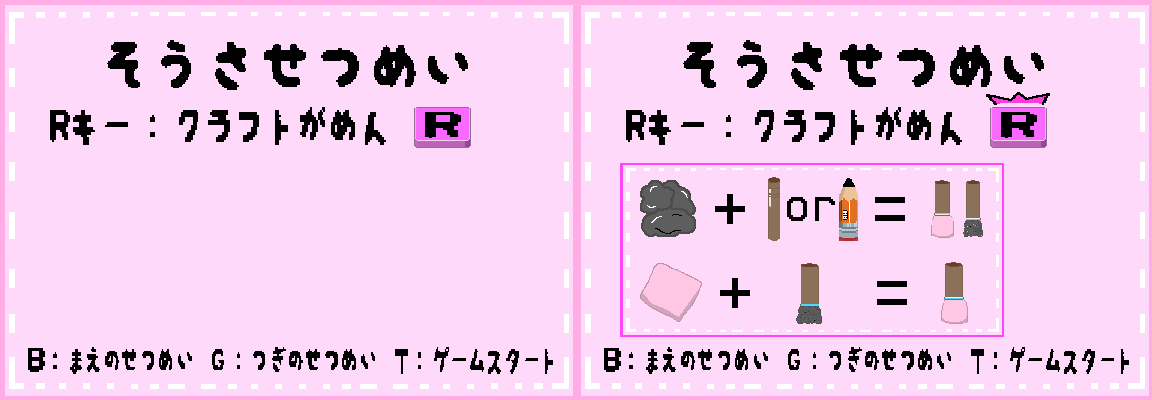 そうさせつめい
Rキー：クラフトがめん R
B：まえのせつめい G：つぎのせつめい T：ゲームスタート
そうさせつめい
Rキー：クラフトがめん R
+ or =
+ =
B：まえのせつめい G：つぎのせつめい T：ゲームスタート